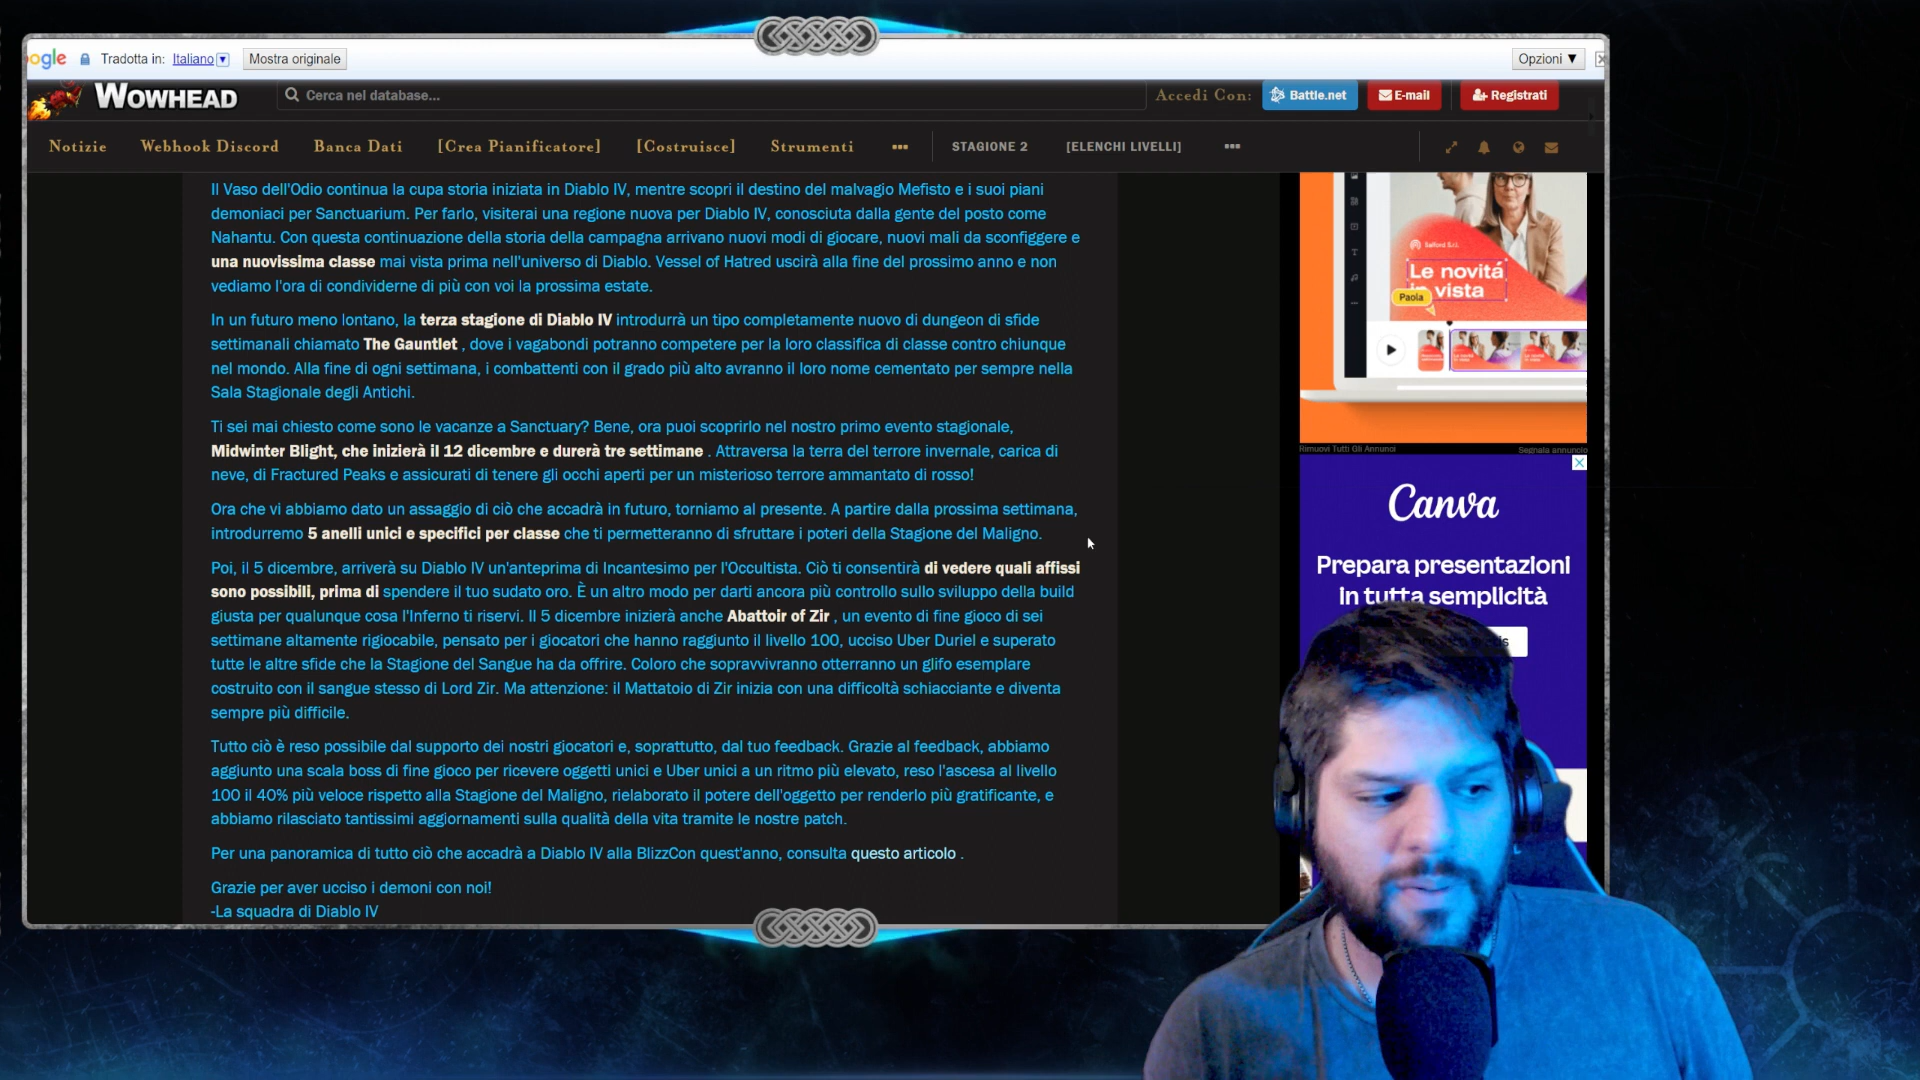 ogle Tradotta in: Italiano Mostra originale Opzioni ▼
WOWHEAD Cerca nel database... Accedi Con: Battle.net E-mail Registrati
Notizie Webhook Discord Banca Dati [Crea Pianificatore] [Costruisce] Strumenti ••• STAGIONE 2 [ELENCHI LIVELLI] •••
Il Vaso dell'Odio continua la cupa storia iniziata in Diablo IV, mentre scopri il destino del malvagio Mefisto e i suoi piani
demoniaci per Sanctuarium. Per farlo, visiterai una regione nuova per Diablo IV, conosciuta dalla gente del posto come
Nahantu. Con questa continuazione della storia della campagna arrivano nuovi modi di giocare, nuovi mali da sconfiggere e
una nuovissima classe mai vista prima nell'universo di Diablo. Vessel of Hatred uscirà alla fine del prossimo anno e non
vediamo l'ora di condividerne di più con voi la prossima estate.
In un futuro meno lontano, la terza stagione di Diablo IV introdurrà un tipo completamente nuovo di dungeon di sfide
settimanali chiamato The Gauntlet , dove i vagabondi potranno competere per la loro classifica di classe contro chiunque
nel mondo. Alla fine di ogni settimana, i combattenti con il grado più alto avranno il loro nome cementato per sempre nella
Sala Stagionale degli Antichi.
Ti sei mai chiesto come sono le vacanze a Sanctuary? Bene, ora puoi scoprirlo nel nostro primo evento stagionale,
Midwinter Blight, che inizierà il 12 dicembre e durerà tre settimane . Attraversa la terra del terrore invernale, carica di
neve, di Fractured Peaks e assicurati di tenere gli occhi aperti per un misterioso terrore ammantato di rosso!
Ora che vi abbiamo dato un assaggio di ciò che accadrà in futuro, torniamo al presente. A partire dalla prossima settimana,
introdurremo 5 anelli unici e specifici per classe che ti permetteranno di sfruttare i poteri della Stagione del Maligno.
Poi, il 5 dicembre, arriverà su Diablo IV un'anteprima di Incantesimo per l'Occultista. Ciò ti consentirà di vedere quali affissi
sono possibili, prima di spendere il tuo sudato oro. È un altro modo per darti ancora più controllo sullo sviluppo della build
giusta per qualunque cosa l'Inferno ti riservi. Il 5 dicembre inizierà anche Abattoir of Zir , un evento di fine gioco di sei
settimane altamente rigiocabile, pensato per i giocatori che hanno raggiunto il livello 100, ucciso Uber Duriel e superato
tutte le altre sfide che la Stagione del Sangue ha da offrire. Coloro che sopravvivranno otterranno un glifo esemplare
costruito con il sangue stesso di Lord Zir. Ma attenzione: il Mattatoio di Zir inizia con una difficoltà schiacciante e diventa
sempre più difficile.
Tutto ciò è reso possibile dal supporto dei nostri giocatori e, soprattutto, dal tuo feedback. Grazie al feedback, abbiamo
aggiunto una scala boss di fine gioco per ricevere oggetti unici e Uber unici a un ritmo più elevato, reso l'ascesa al livello
100 il 40% più veloce rispetto alla Stagione del Maligno, rielaborato il potere dell'oggetto per renderlo più gratificante, e
abbiamo rilasciato tantissimi aggiornamenti sulla qualità della vita tramite le nostre patch.
Per una panoramica di tutto ciò che accadrà a Diablo IV alla BlizzCon quest'anno, consulta questo articolo .
Grazie per aver ucciso i demoni con noi!
-La squadra di Diablo IV
Salford S.r.l.
Le novitá
in vista
Paola
Rimuovi Tutti Gli Annunci Segnala annuncio
Canva
Prepara presentazioni
in tutta semplicità